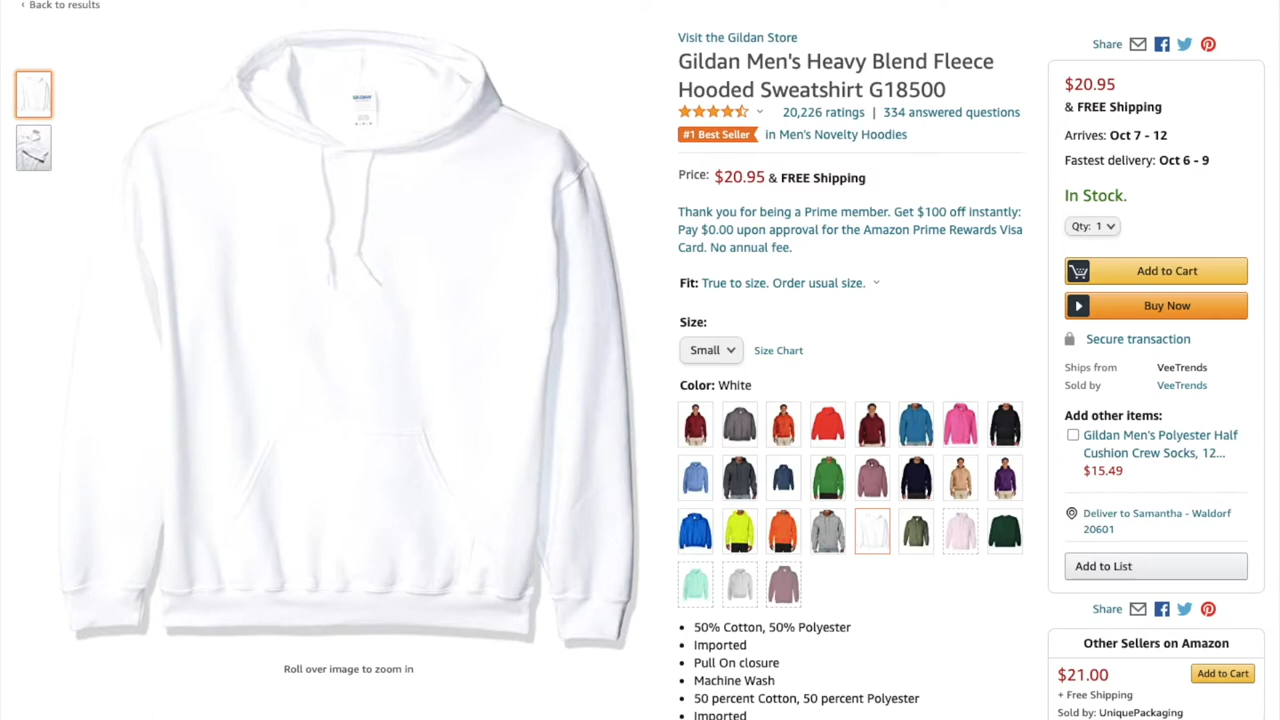 ‹ Back to results
Visit the Gildan Store
Gildan Men's Heavy Blend Fleece
Hooded Sweatshirt G18500
20,226 ratings | 334 answered questions
#1 Best Seller in Men's Novelty Hoodies
Price: $20.95 & FREE Shipping
Thank you for being a Prime member. Get $100 off instantly:
Pay $0.00 upon approval for the Amazon Prime Rewards Visa
Card. No annual fee.
Fit: True to size. Order usual size.
Size:
Small Size Chart
Color: White
50% Cotton, 50% Polyester
Imported
Pull On closure
Machine Wash
50 percent Cotton, 50 percent Polyester
Imported
Roll over image to zoom in
Share
$20.95
& FREE Shipping
Arrives: Oct 7 - 12
Fastest delivery: Oct 6 - 9
In Stock.
Qty: 1
Add to Cart
Buy Now
Secure transaction
Ships from VeeTrends
Sold by VeeTrends
Add other items:
Gildan Men's Polyester Half
Cushion Crew Socks, 12...
$15.49
Deliver to Samantha - Waldorf
20601
Add to List
Share
Other Sellers on Amazon
$21.00 Add to Cart
+ Free Shipping
Sold by: UniquePackaging